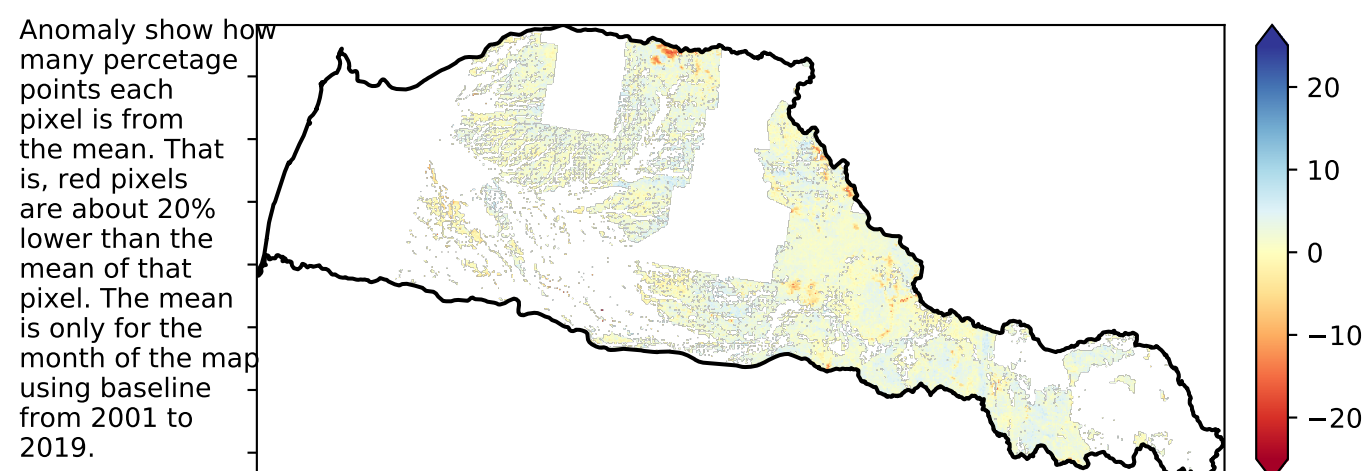 Anomaly show how
many percetage
points each
pixel is from
the mean. That
is, red pixels
are about 20%
lower than the
mean of that
pixel. The mean
is only for the
month of the map
using baseline
from 2001 to
2019.
20
10
0
−10
−20